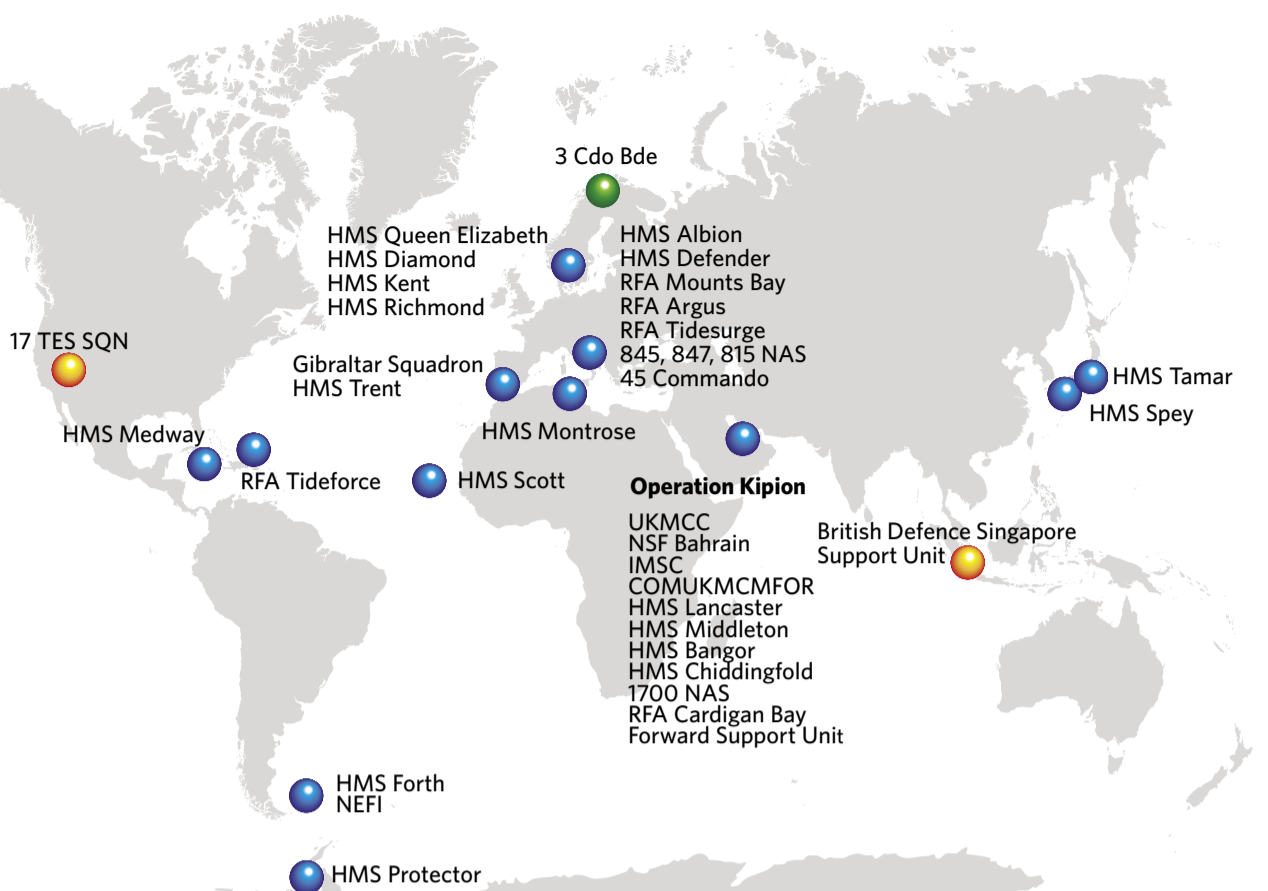 3 Cdo Bde
HMS Queen Elizabeth
HMS Diamond
HMS Kent
HMS Richmond
HMS Albion
HMS Defender
RFA Mounts Bay
RFA Argus
RFA Tidesurge
845, 847, 815 NAS
45 Commando
17 TES SQN
Gibraltar Squadron
HMS Trent
HMS Tamar
HMS Spey
HMS Medway
HMS Montrose
RFA Tideforce
HMS Scott
Operation Kipion
UKMCC
NSF Bahrain
IMSC
COMUKMCMFOR
HMS Lancaster
HMS Middleton
HMS Bangor
HMS Chiddingfold
1700 NAS
RFA Cardigan Bay
Forward Support Unit
British Defence Singapore
Support Unit
HMS Forth
NEFI
HMS Protector